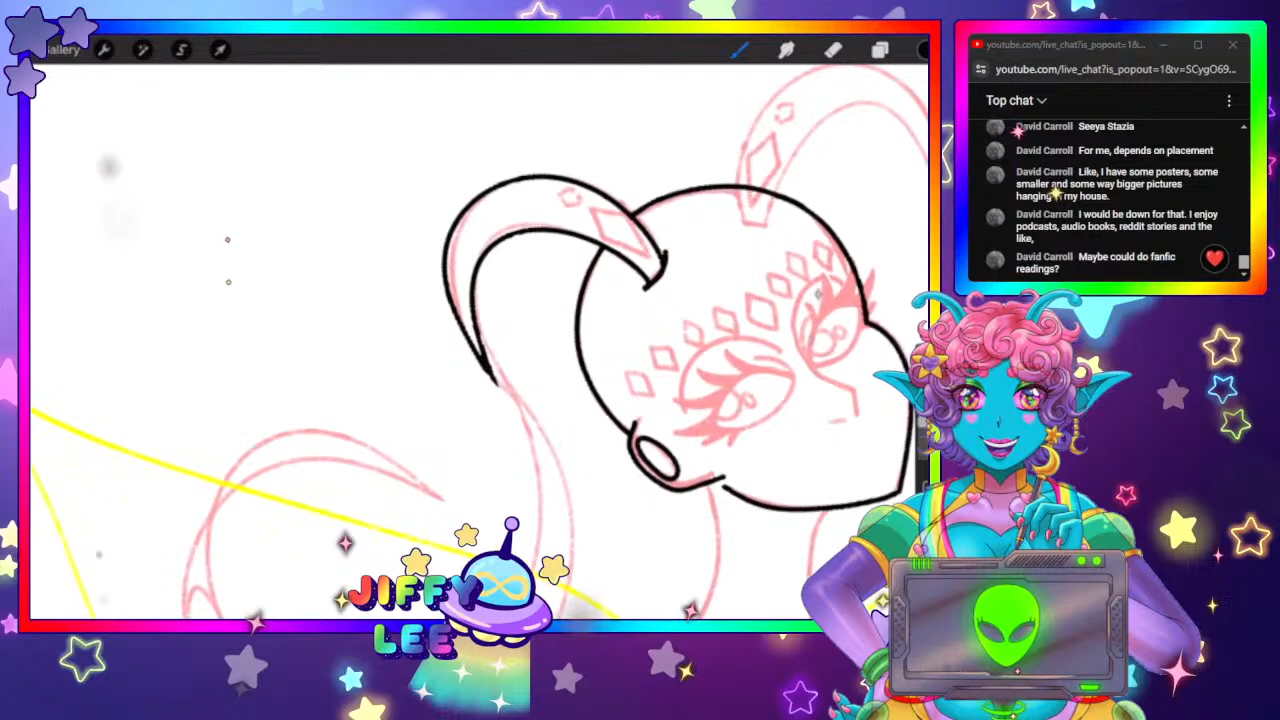 allery
youtube.com/live_chat?is_popout=1&...
youtube.com/live_chat?is_popout=1&v=SCygO69...
Top chat
David Carroll Seeya Stazia
David Carroll For me, depends on placement
David Carroll Like, I have some posters, some
smaller and some way bigger pictures
hanging in my house.
David Carroll I would be down for that. I enjoy
podcasts, audio books, reddit stories and the
like,
David Carroll Maybe could do fanfic
readings?
JIFFY
LEE